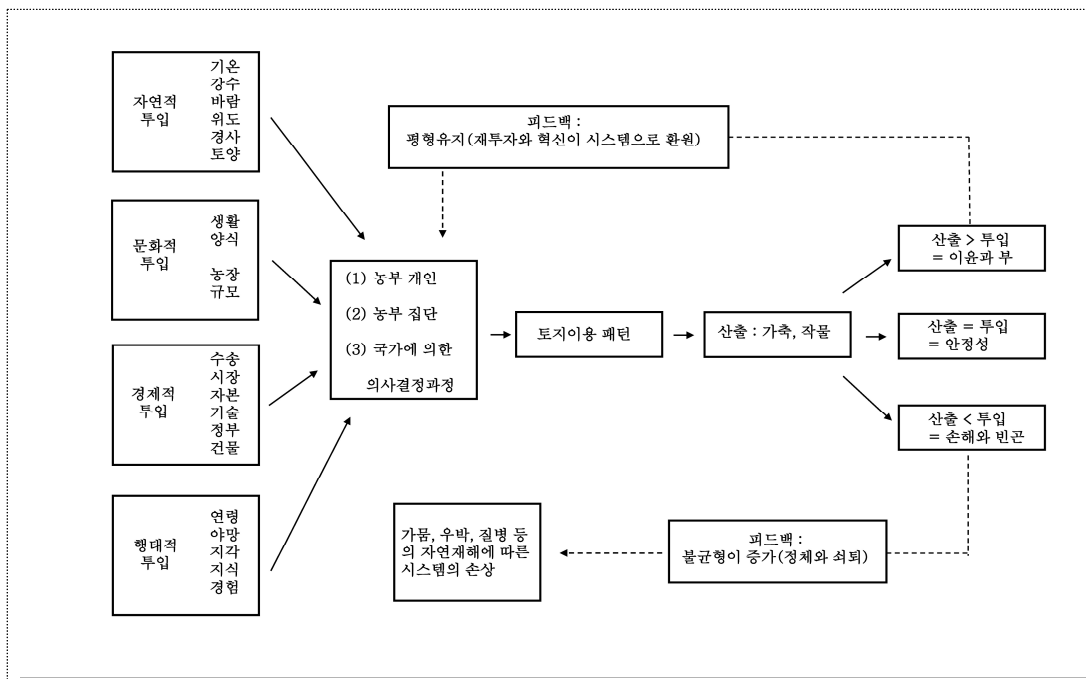 자연적
투입
기온
강수
바람
위도
경사
토양
문화적
투입
생활
양식
농장
규모
경제적
투입
수송
시장
자본
기술
정부
건물
행대적
투입
연령
야망
지각
지식
경험
피드백 :
평형유지(재투자와 혁신이 시스템으로 환원)
(1) 농부 개인
(2) 농부 집단
(3) 국가에 의한
의사결정과정
토지이용 패턴
산출 : 가축, 작물
산출 > 투입
= 이윤과 부
산출 = 투입
= 안정성
산출 < 투입
= 손해와 빈곤
가뭄, 우박, 질병 등
의 자연재해에 따른
시스템의 손상
피드백 :
불균형이 증가(정체와 쇠퇴)